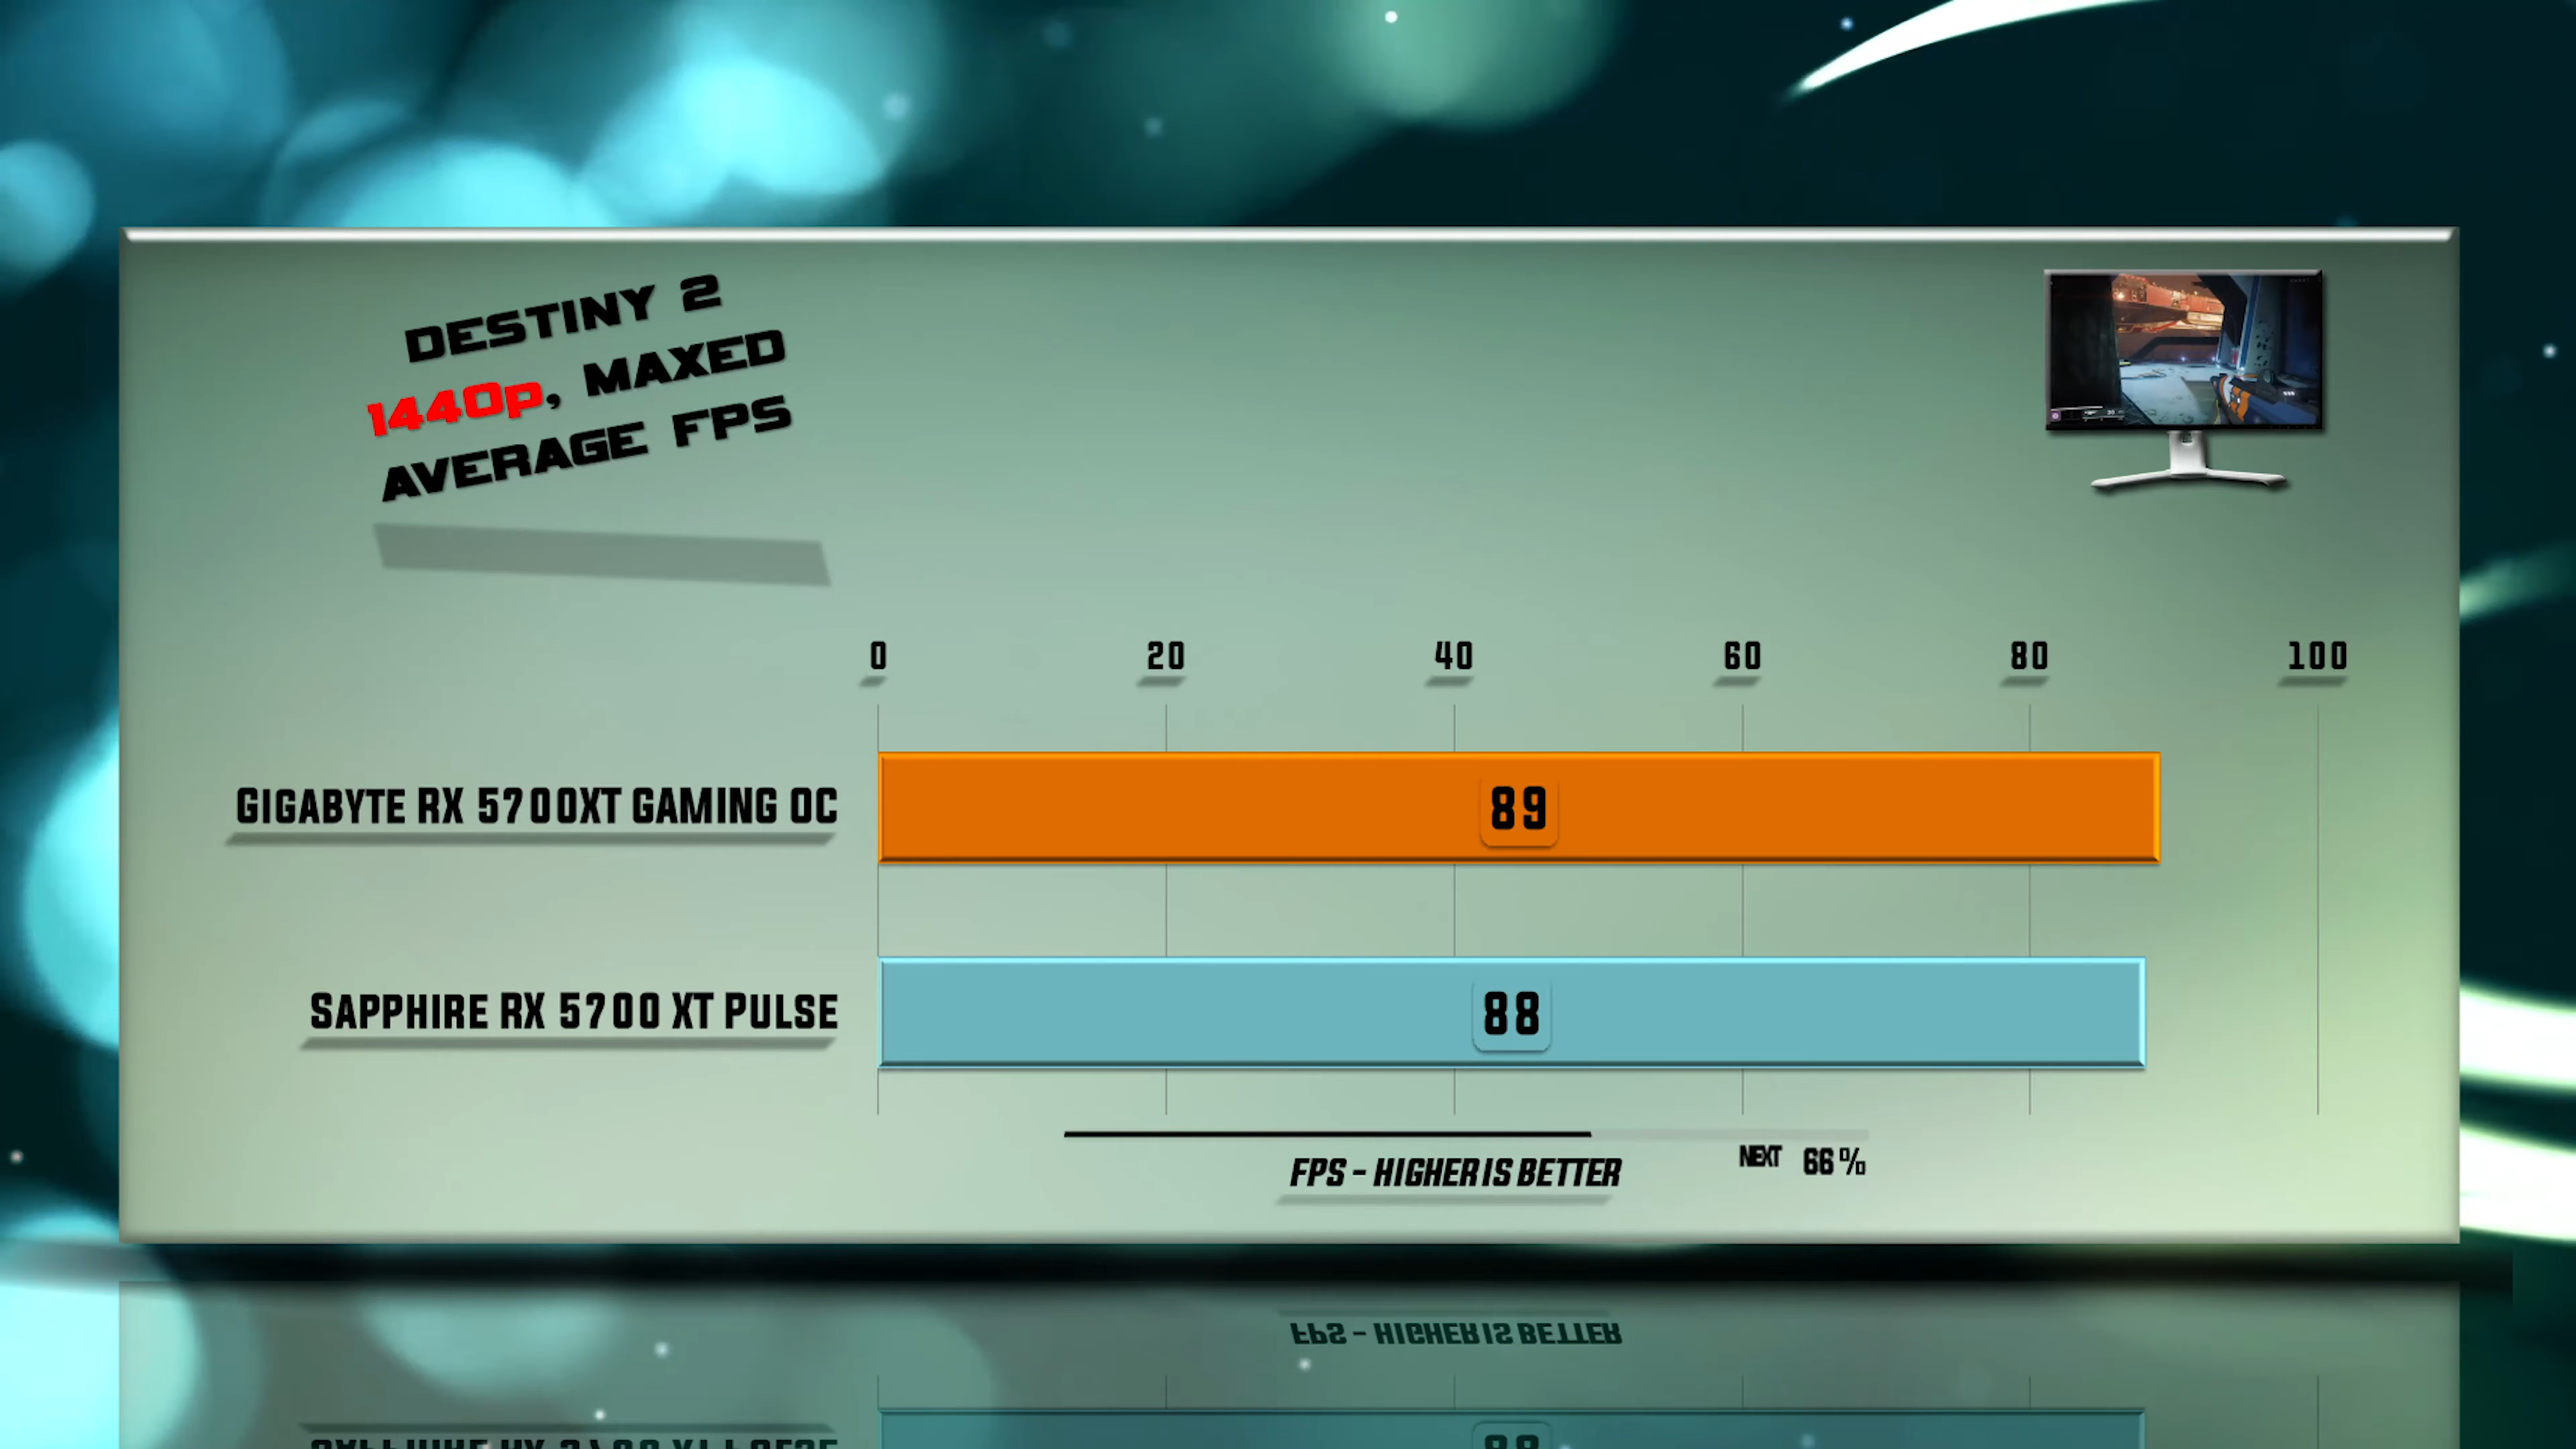 DESTINY 2
1440p, MAXED
AVERAGE FPS
0 20 40 60 80 100
GIGABYTE RX 5700XT GAMING OC
89
SAPPHIRE RX 5700 XT PULSE
88
FPS - HIGHER IS BETTER
NEXT 66%